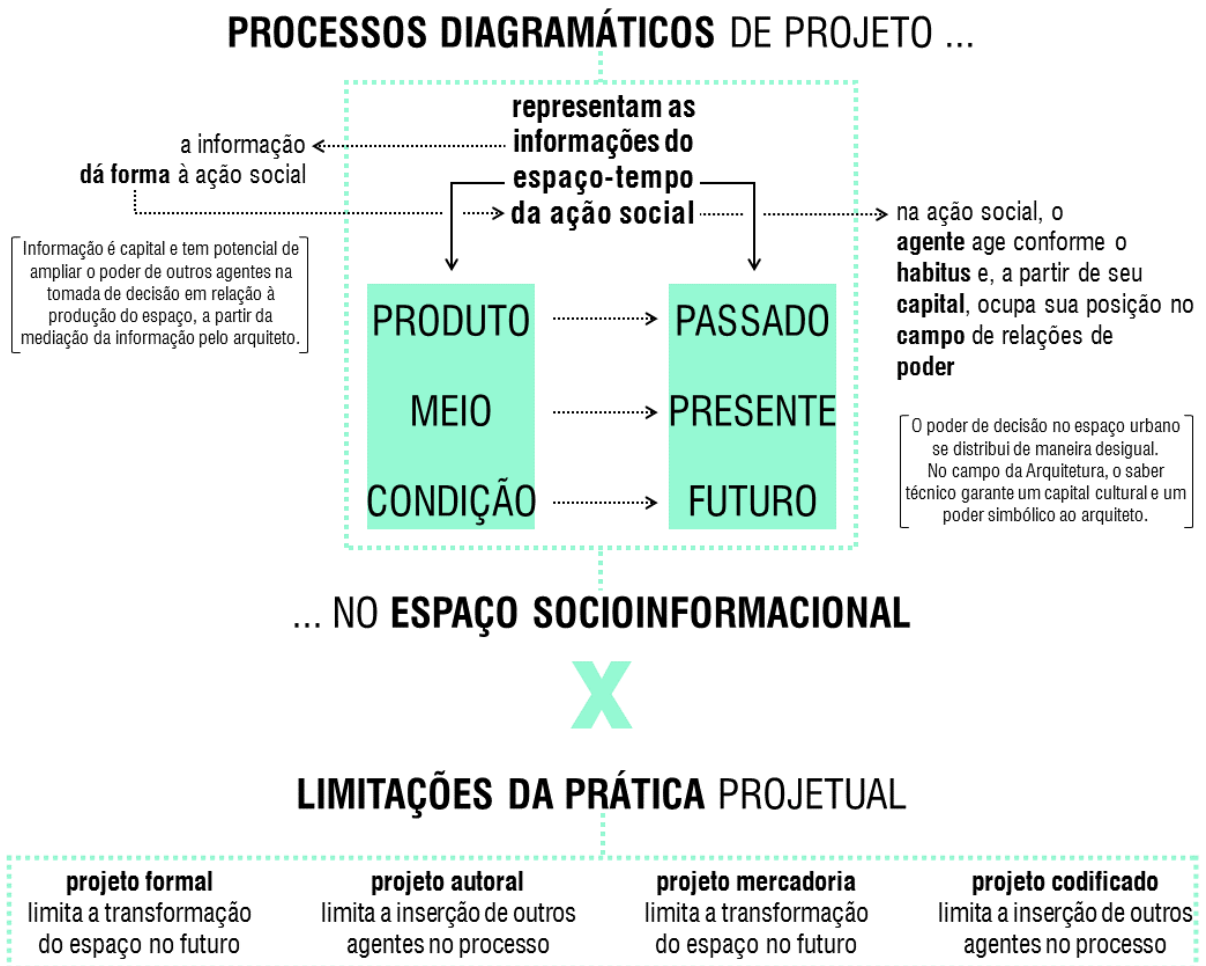 PROCESSOS DIAGRAMÁTICOS DE PROJETO ...
representam as
informações do
espaço-tempo
da ação social
a informação
dá forma à ação social
Informação é capital e tem potencial de
ampliar o poder de outros agentes na
tomada de decisão em relação à
produção do espaço, a partir da
mediação da informação pelo arquiteto.
na ação social, o
agente age conforme o
habitus e, a partir de seu
capital, ocupa sua posição no
campo de relações de
poder
O poder de decisão no espaço urbano
se distribui de maneira desigual.
No campo da Arquitetura, o saber
técnico garante um capital cultural e um
poder simbólico ao arquiteto.
PRODUTO
PASSADO
MEIO
PRESENTE
CONDIÇÃO
FUTURO
... NO ESPAÇO SOCIOINFORMACIONAL
X
LIMITAÇÕES DA PRÁTICA PROJETUAL
projeto formal
limita a transformação
do espaço no futuro
projeto autoral
limita a inserção de outros
agentes no processo
projeto mercadoria
limita a transformação
do espaço no futuro
projeto codificado
limita a inserção de outros
agentes no processo